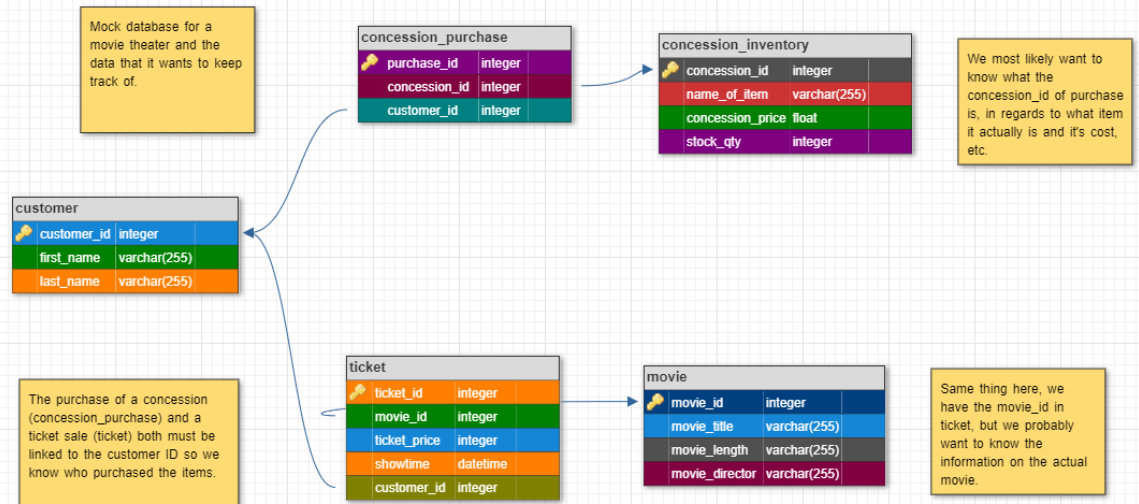 Mock database for a
movie theater and the
data that it wants to keep
track of.
concession_purchase
purchase_id integer
concession_id integer
customer_id integer
concession_inventory
concession_id integer
name_of_item varchar(255)
concession_price float
stock_qty integer
We most likely want to
know what the
concession_id of purchase
is, in regards to what item
it actually is and it's cost,
etc.
customer
customer_id integer
first_name varchar(255)
last_name varchar(255)
The purchase of a concession
(concession_purchase) and a
ticket sale (ticket) both must be
linked to the customer ID so we
know who purchased the items.
ticket
ticket_id integer
movie_id integer
ticket_price integer
showtime datetime
customer_id integer
movie
movie_id integer
movie_title varchar(255)
movie_length varchar(255)
movie_director varchar(255)
Same thing here, we
have the movie_id in
ticket, but we probably
want to know the
information on the actual
movie.